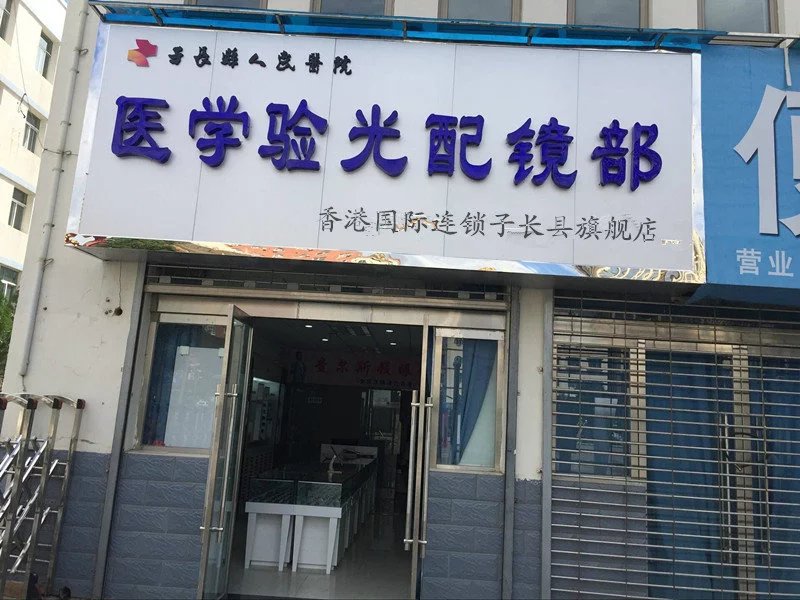 子长县人民醫院
医学验光配镜部
香港国际连锁子长县旗舰店
营业